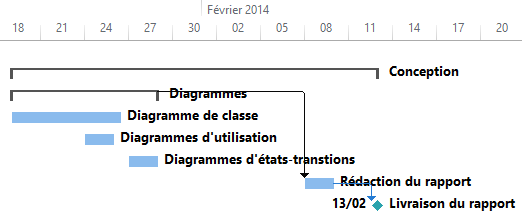 Février 2014
18 21 24 27 30 02 05 08 11 14 17 20
Conception
Diagrammes
Diagramme de classe
Diagrammes d'utilisation
Diagrammes d'états-transtions
Rédaction du rapport
13/02 Livraison du rapport